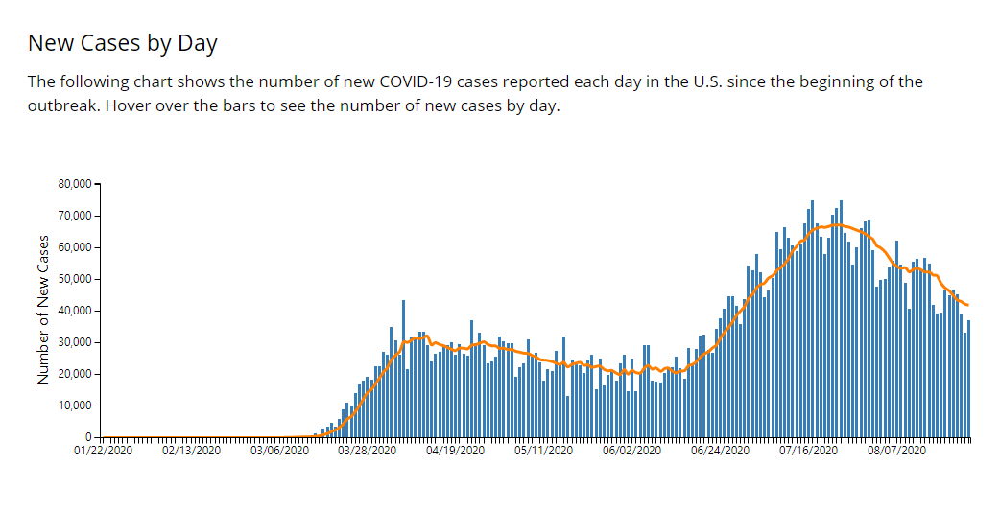 New Cases by Day
The following chart shows the number of new COVID-19 cases reported each day in the U.S. since the beginning of the
outbreak. Hover over the bars to see the number of new cases by day.
80,000
70,000
60,000
50,000
40,000
30,000
20,000
10,000
0
Number of New Cases
01/22/2020 02/13/2020 03/06/2020 03/28/2020 04/19/2020 05/11/2020 06/02/2020 06/24/2020 07/16/2020 08/07/2020